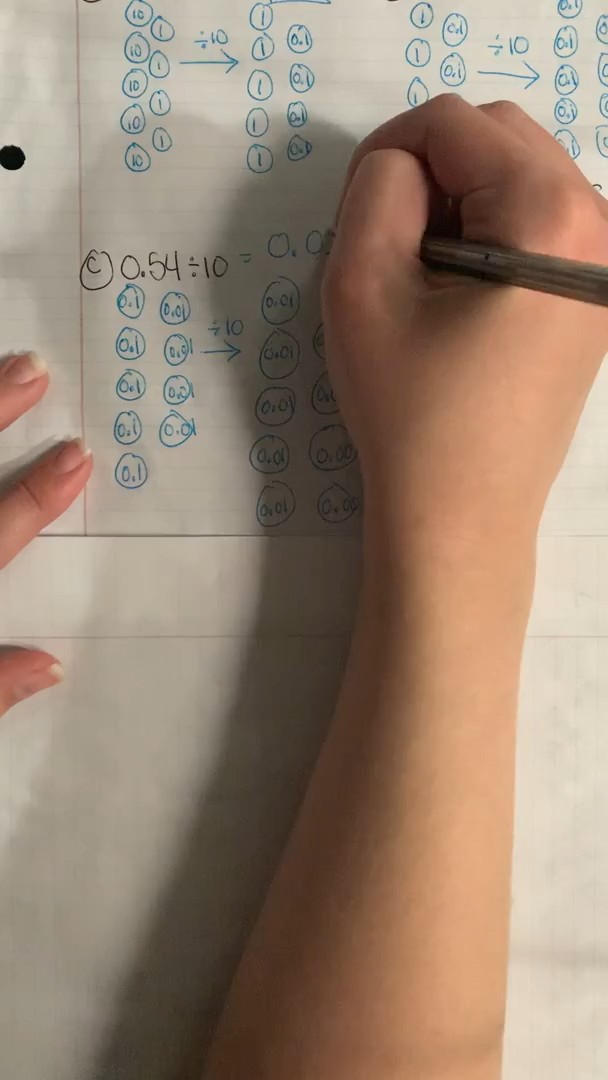 10 1 1 1 0.1
10 1 ÷10 1 0.1 1 0.1 ÷10 0.1
10 1 1 0.1 0.1 0.1
10 1 1 0.1 1 0.1
10 1 0.1
C 0.54÷10 = 0.0
0.1 0.01 ÷10 0.01
0.1 0.01 0.01
0.1 0.01 0.01
0.1 0.01 0.01 0.00
0.1 0.01 0.00